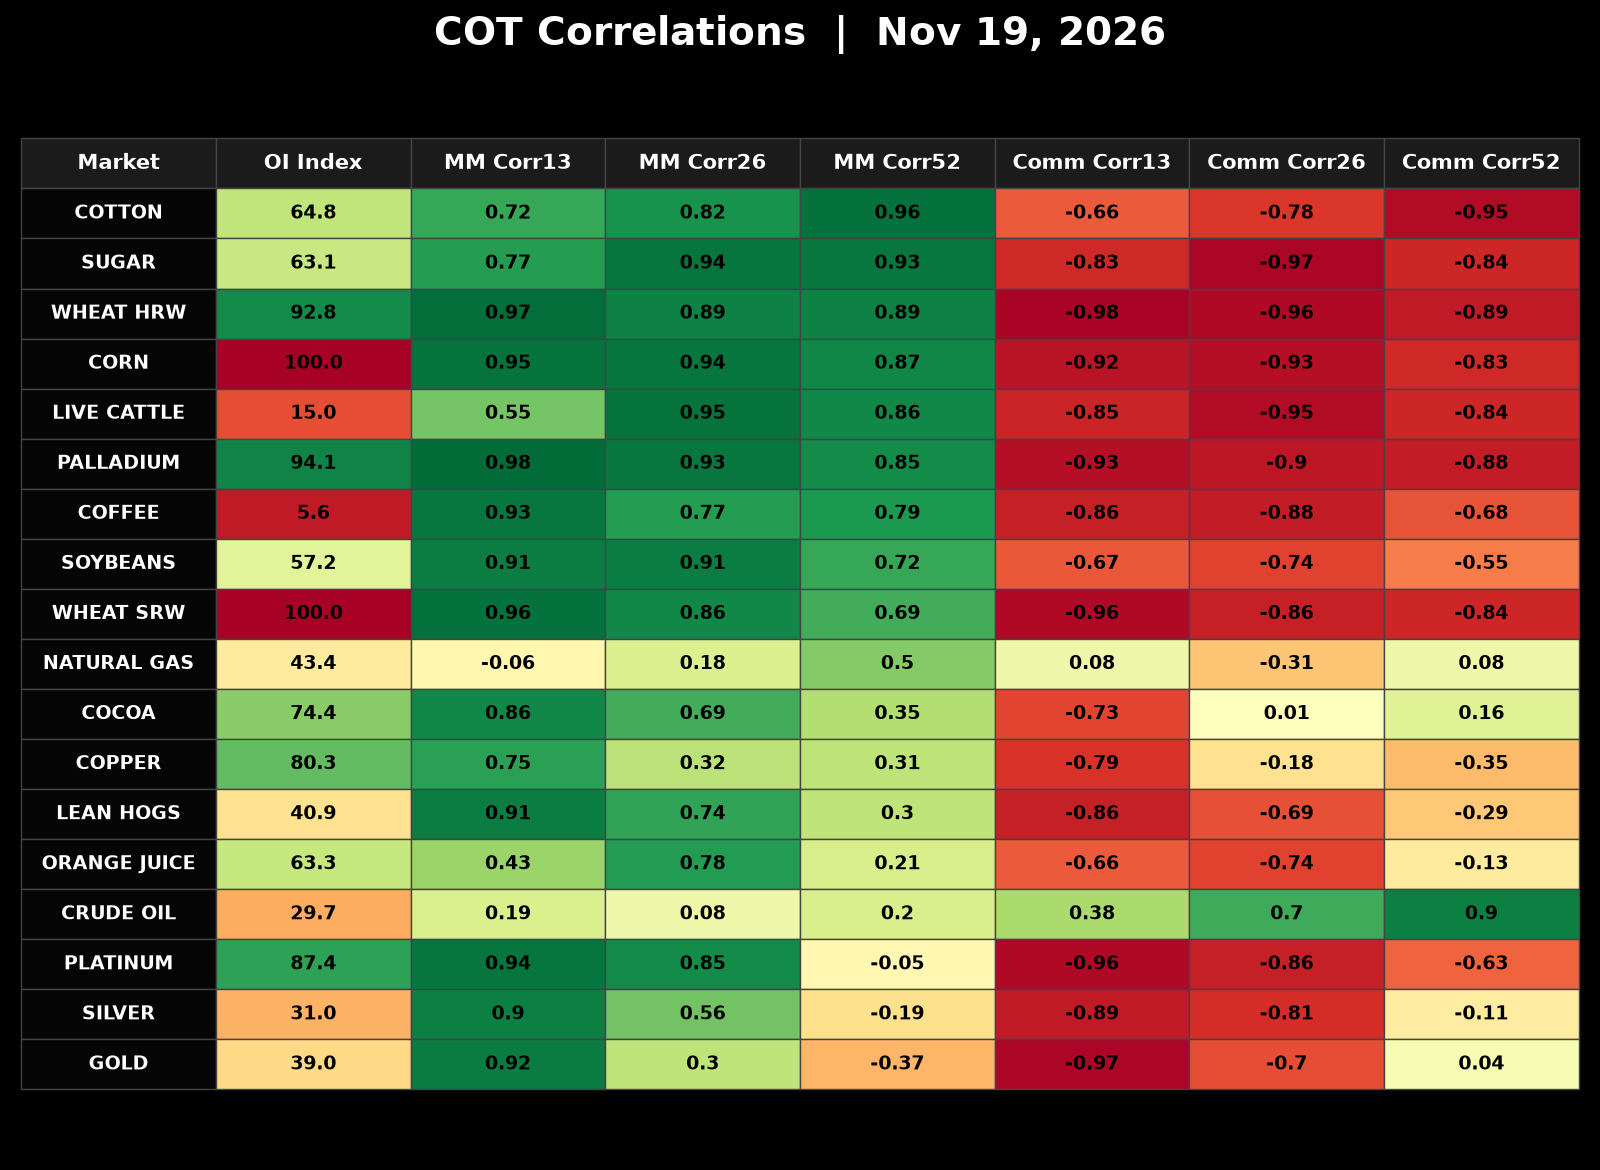 COT Correlations | Nov 19, 2026
Market OI Index MM Corr13 MM Corr26 MM Corr52 Comm Corr13 Comm Corr26 Comm Corr52
COTTON 64.8 0.72 0.82 0.96 -0.66 -0.78 -0.95
SUGAR 63.1 0.77 0.94 0.93 -0.83 -0.97 -0.84
WHEAT HRW 92.8 0.97 0.89 0.89 -0.98 -0.96 -0.89
CORN 100.0 0.95 0.94 0.87 -0.92 -0.93 -0.83
LIVE CATTLE 15.0 0.55 0.95 0.86 -0.85 -0.95 -0.84
PALLADIUM 94.1 0.98 0.93 0.85 -0.93 -0.9 -0.88
COFFEE 5.6 0.93 0.77 0.79 -0.86 -0.88 -0.68
SOYBEANS 57.2 0.91 0.91 0.72 -0.67 -0.74 -0.55
WHEAT SRW 100.0 0.96 0.86 0.69 -0.96 -0.86 -0.84
NATURAL GAS 43.4 -0.06 0.18 0.5 0.08 -0.31 0.08
COCOA 74.4 0.86 0.69 0.35 -0.73 0.01 0.16
COPPER 80.3 0.75 0.32 0.31 -0.79 -0.18 -0.35
LEAN HOGS 40.9 0.91 0.74 0.3 -0.86 -0.69 -0.29
ORANGE JUICE 63.3 0.43 0.78 0.21 -0.66 -0.74 -0.13
CRUDE OIL 29.7 0.19 0.08 0.2 0.38 0.7 0.9
PLATINUM 87.4 0.94 0.85 -0.05 -0.96 -0.86 -0.63
SILVER 31.0 0.9 0.56 -0.19 -0.89 -0.81 -0.11
GOLD 39.0 0.92 0.3 -0.37 -0.97 -0.7 0.04